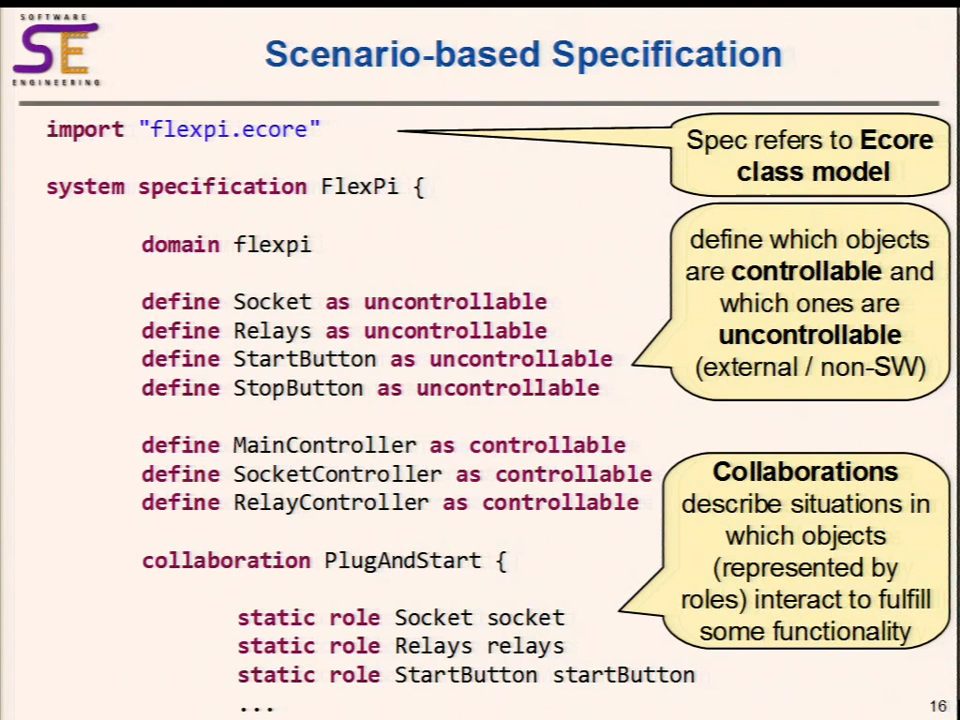 SOFTWARE
SE
ENGINEERING
Scenario-based Specification
import "flexpi.ecore"
system specification FlexPi {
domain flexpi
define Socket as uncontrollable
define Relays as uncontrollable
define StartButton as uncontrollable
define StopButton as uncontrollable
define MainController as controllable
define SocketController as controllable
define RelayController as controllable
collaboration PlugAndStart {
static role Socket socket
static role Relays relays
static role StartButton startButton
...
Spec refers to Ecore
class model
define which objects
are controllable and
which ones are
uncontrollable
(external / non-SW)
Collaborations
describe situations in
which objects
(represented by
roles) interact to fulfill
some functionality
16